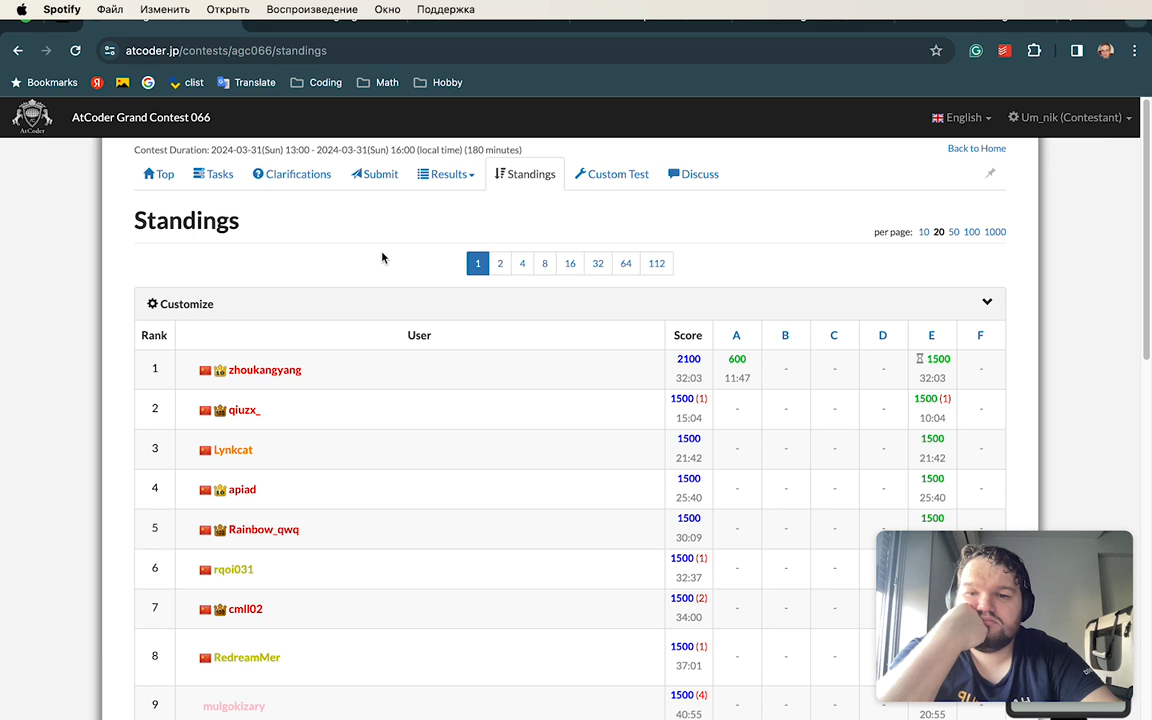 Spotify Файл Изменить Открыть Воспроизведение Окно Поддержка
atcoder.jp/contests/agc066/standings
Bookmarks Я clist Translate Coding Math Hobby
AtCoder AtCoder Grand Contest 066 English Um_nik (Contestant)
Contest Duration: 2024-03-31(Sun) 13:00 - 2024-03-31(Sun) 16:00 (local time) (180 minutes) Back to Home
Top Tasks Clarifications Submit Results Standings Custom Test Discuss
Standings
per page: 10 20 50 100 1000
1 2 4 8 16 32 64 112
Customize
Rank User Score A B C D E F
1 zhoukangyang 2100 600 - - - 1500 -
32:03 11:47 32:03
2 qiuzx_ 1500 (1) - - - - 1500 (1) -
15:04 10:04
3 Lynkcat 1500 - - - - 1500 -
21:42 21:42
4 apiad 1500 - - - - 1500 -
25:40 25:40
5 Rainbow_qwq 1500 - - - - 1500 -
30:09
6 rqoi031 1500 (1) - - -
32:37
7 cmll02 1500 (2) - - -
34:00
8 RedreamMer 1500 (1) - - -
37:01
9 mulgokizary 1500 (4) - - -
40:55 20:55